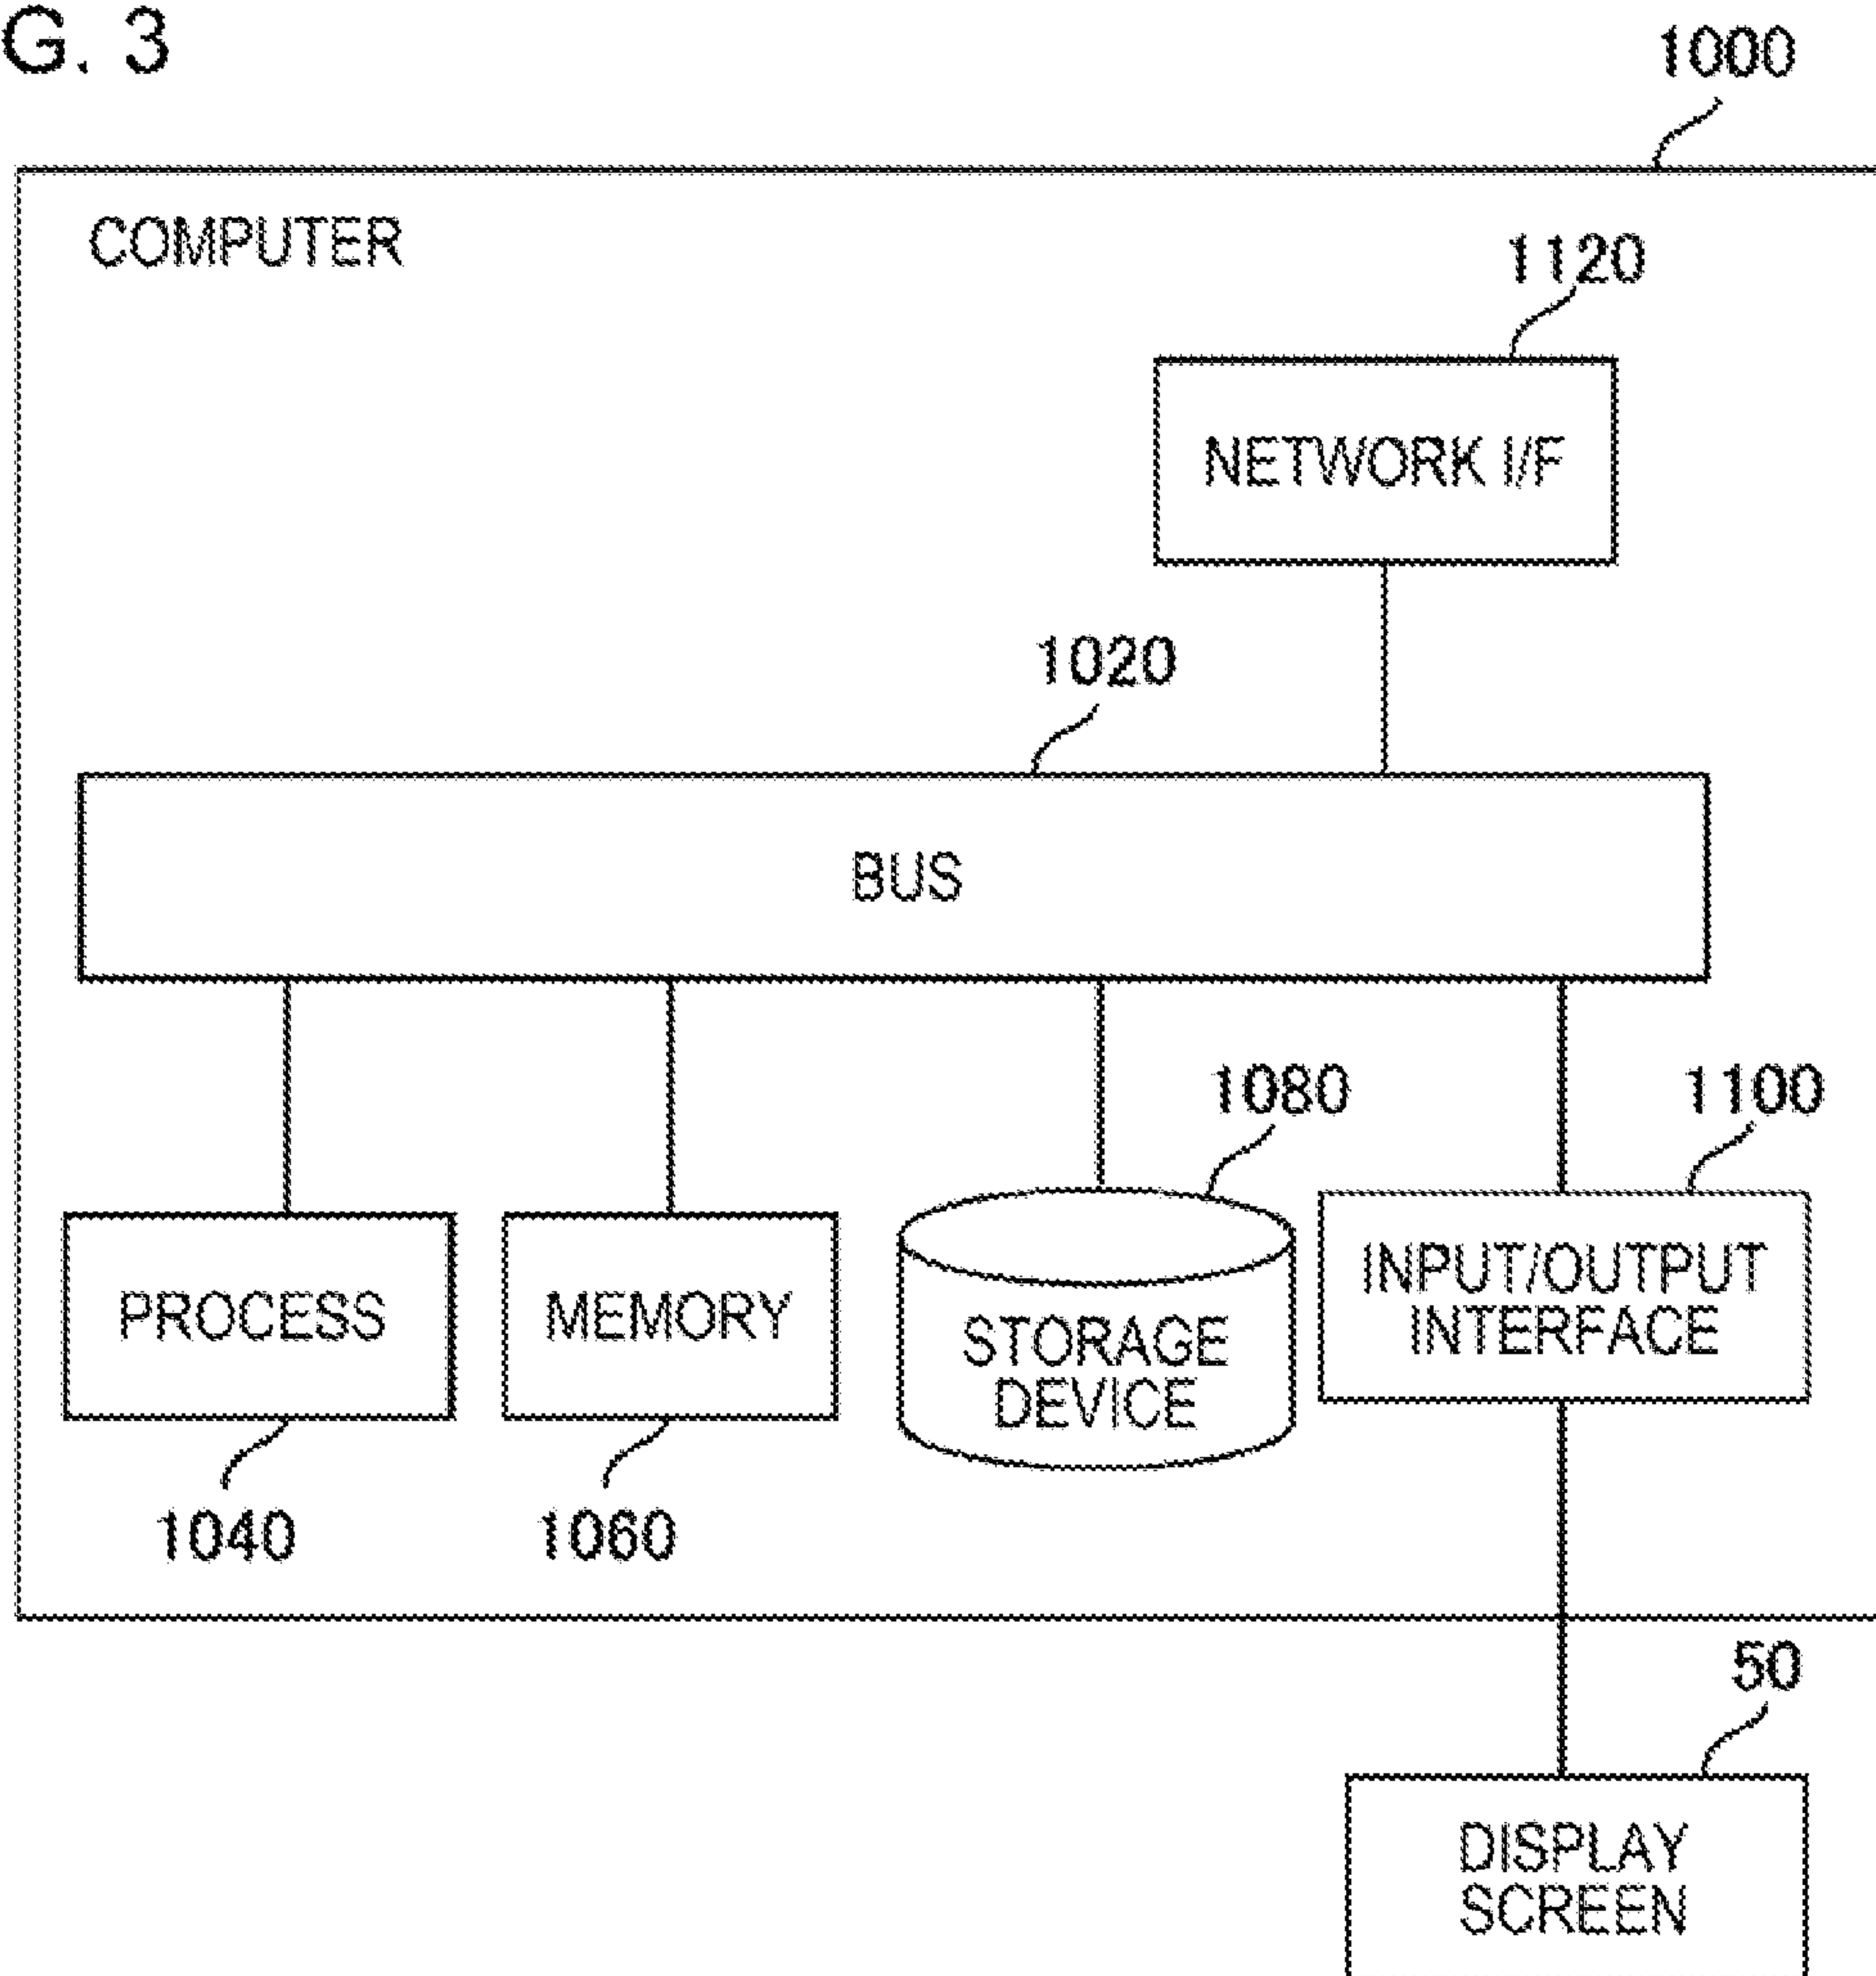 G. 3
1000
COMPUTER
1120
NETWORK I/F
1020
BUS
1080
1100
PROCESS
MEMORY
STORAGE
DEVICE
INPUT/OUTPUT
INTERFACE
1040
1060
50
DISPLAY
SCREEN